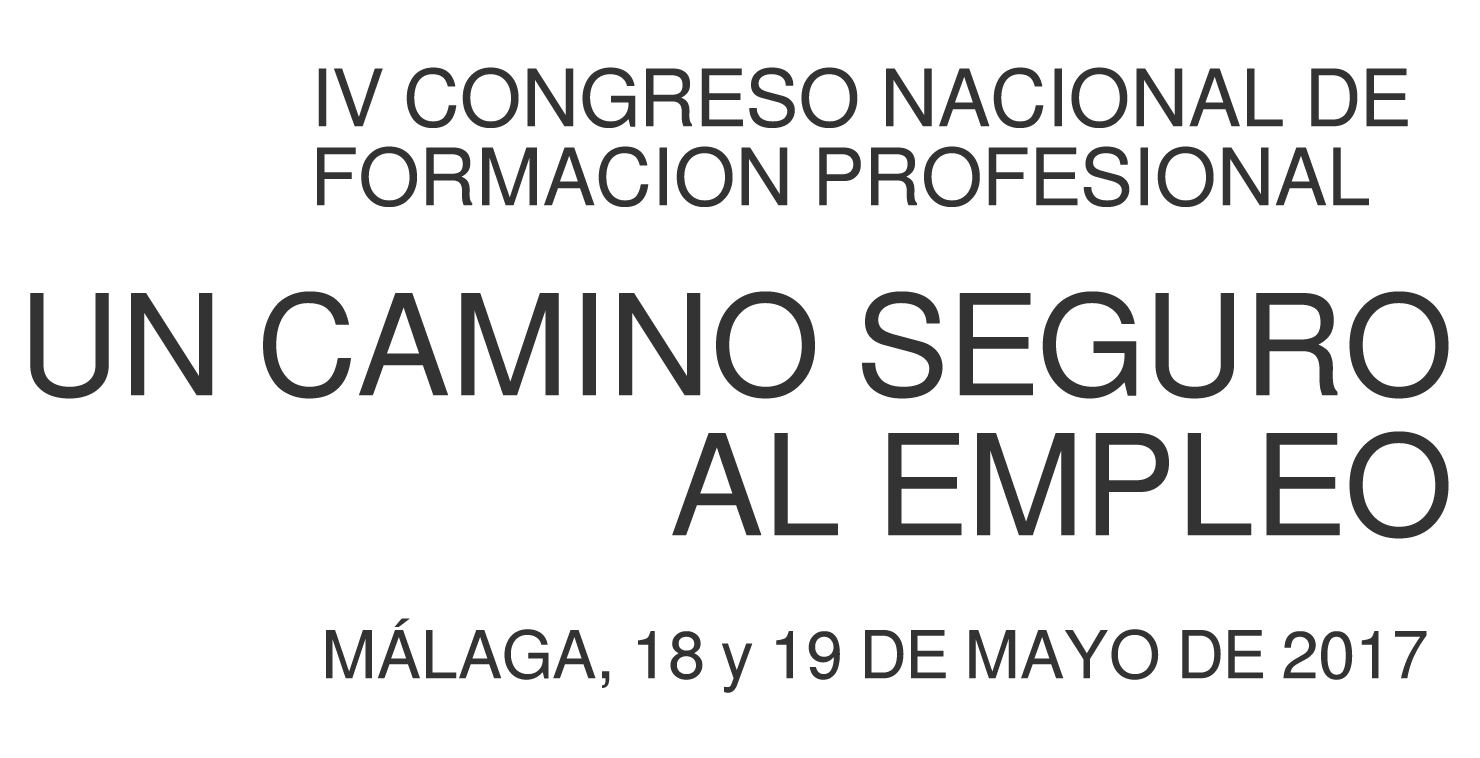 IV CONGRESO NACIONAL DE
FORMACION PROFESIONAL
UN CAMINO SEGURO
AL EMPLEO
MÁLAGA, 18 y 19 DE MAYO DE 2017